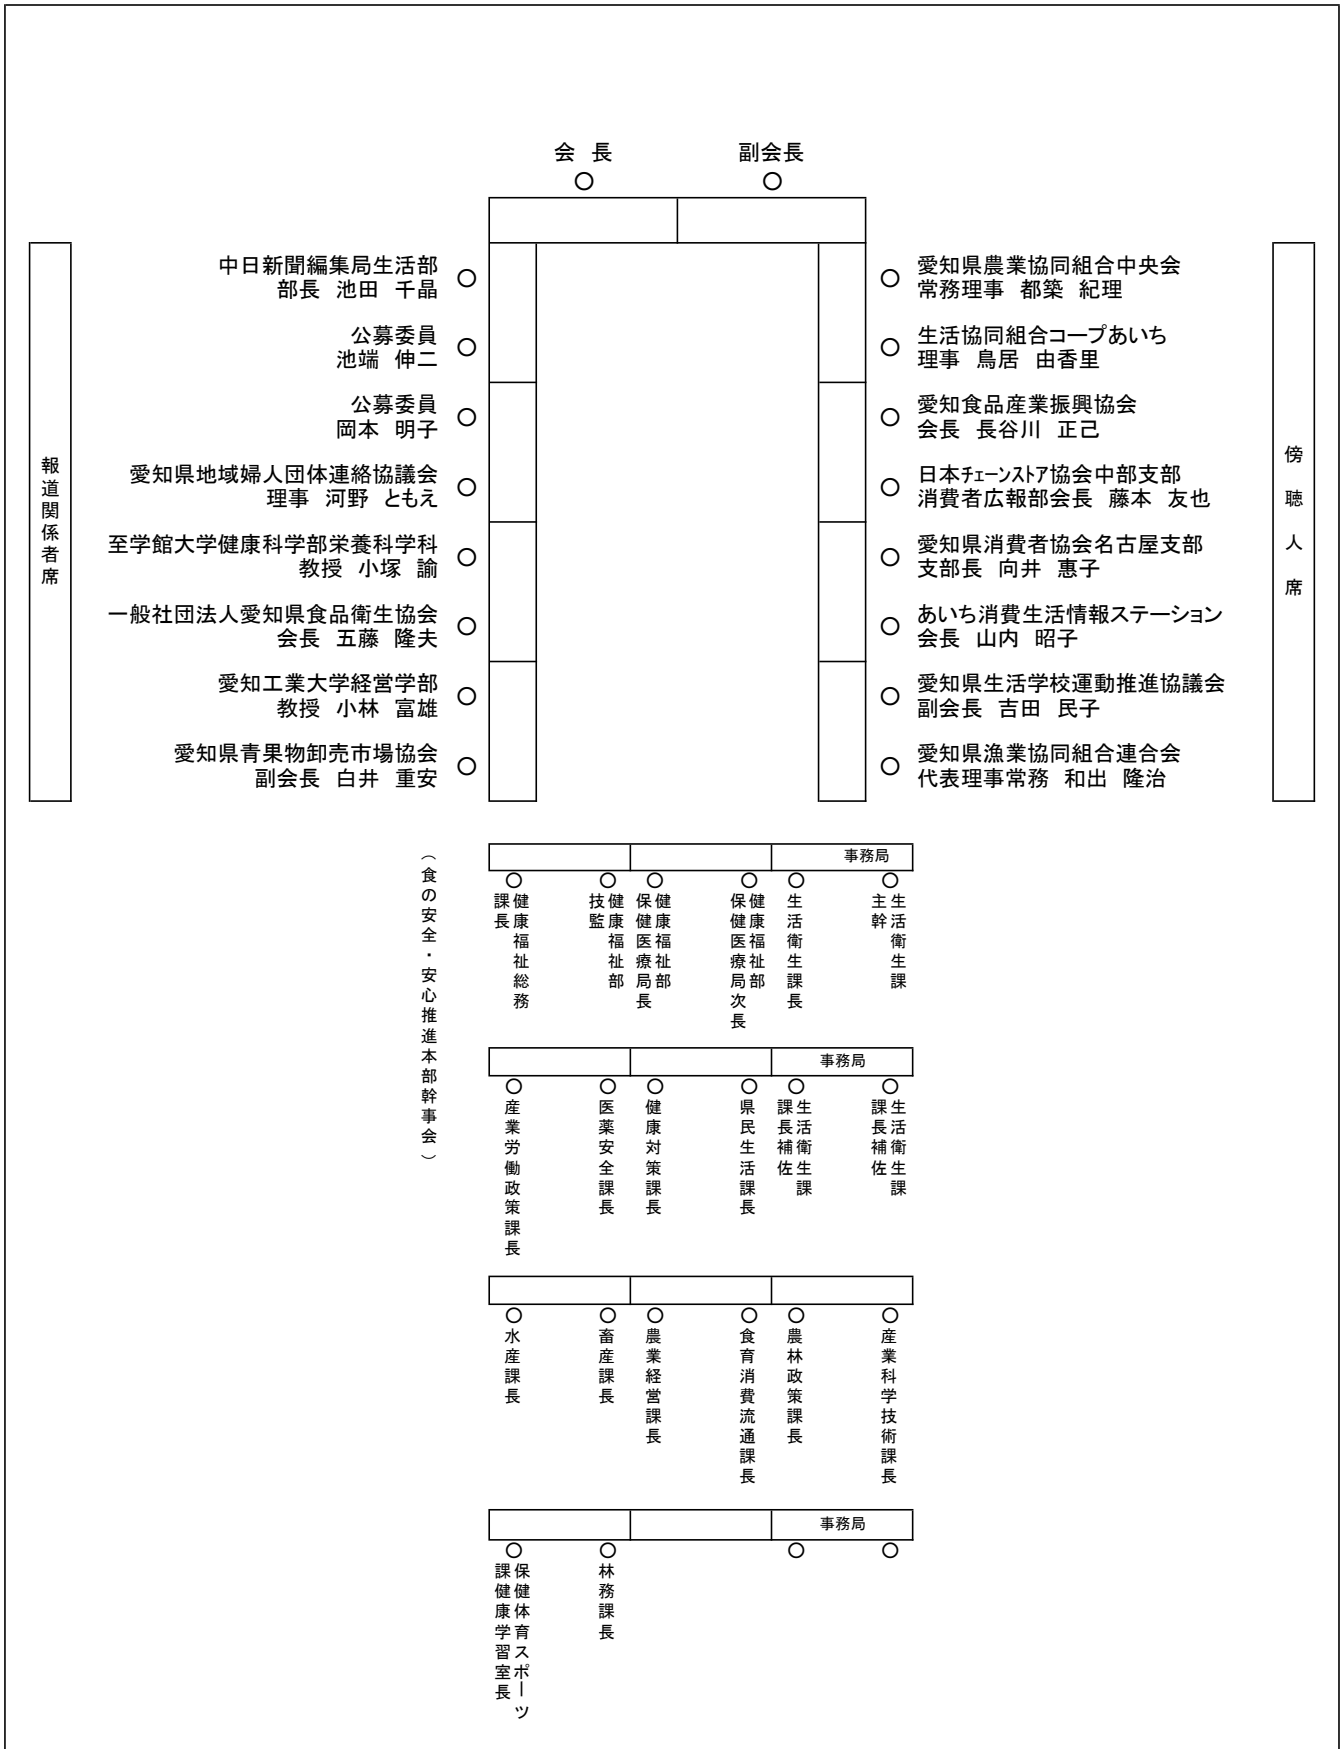 会 長
副会長
中日新聞編集局生活部
部長 池田 千晶
公募委員
池端 伸二
公募委員
岡本 明子
愛知県地域婦人団体連絡協議会
理事 河野 ともえ
至学館大学健康科学部栄養科学科
教授 小塚 諭
一般社団法人愛知県食品衛生協会
会長 五藤 隆夫
愛知工業大学経営学部
教授 小林 富雄
愛知県青果物卸売市場協会
副会長 白井 重安
愛知県農業協同組合中央会
常務理事 都築 紀理
生活協同組合コープあいち
理事 鳥居 由香里
愛知食品産業振興協会
会長 長谷川 正己
日本チェーンストア協会中部支部
消費者広報部会長 藤本 友也
愛知県消費者協会名古屋支部
支部長 向井 惠子
あいち消費生活情報ステーション
会長 山内 昭子
愛知県生活学校運動推進協議会
副会長 吉田 民子
愛知県漁業協同組合連合会
代表理事常務 和出 隆治
報道関係者席
傍聴人席
(食の安全・安心推進本部幹事会)
事務局
健康福祉総務
課長
健康福祉部
技監
健康福祉部
保健医療局長
健康福祉部
保健医療局次長
生活衛生課長
生活衛生課
主幹
事務局
産業労働政策課長
医薬安全課長
健康対策課長
県民生活課長
生活衛生課
課長補佐
生活衛生課
課長補佐
水産課長
畜産課長
農業経営課長
食育消費流通課長
農林政策課長
産業科学技術課長
事務局
保健体育スポーツ
課健康学習室長
林務課長